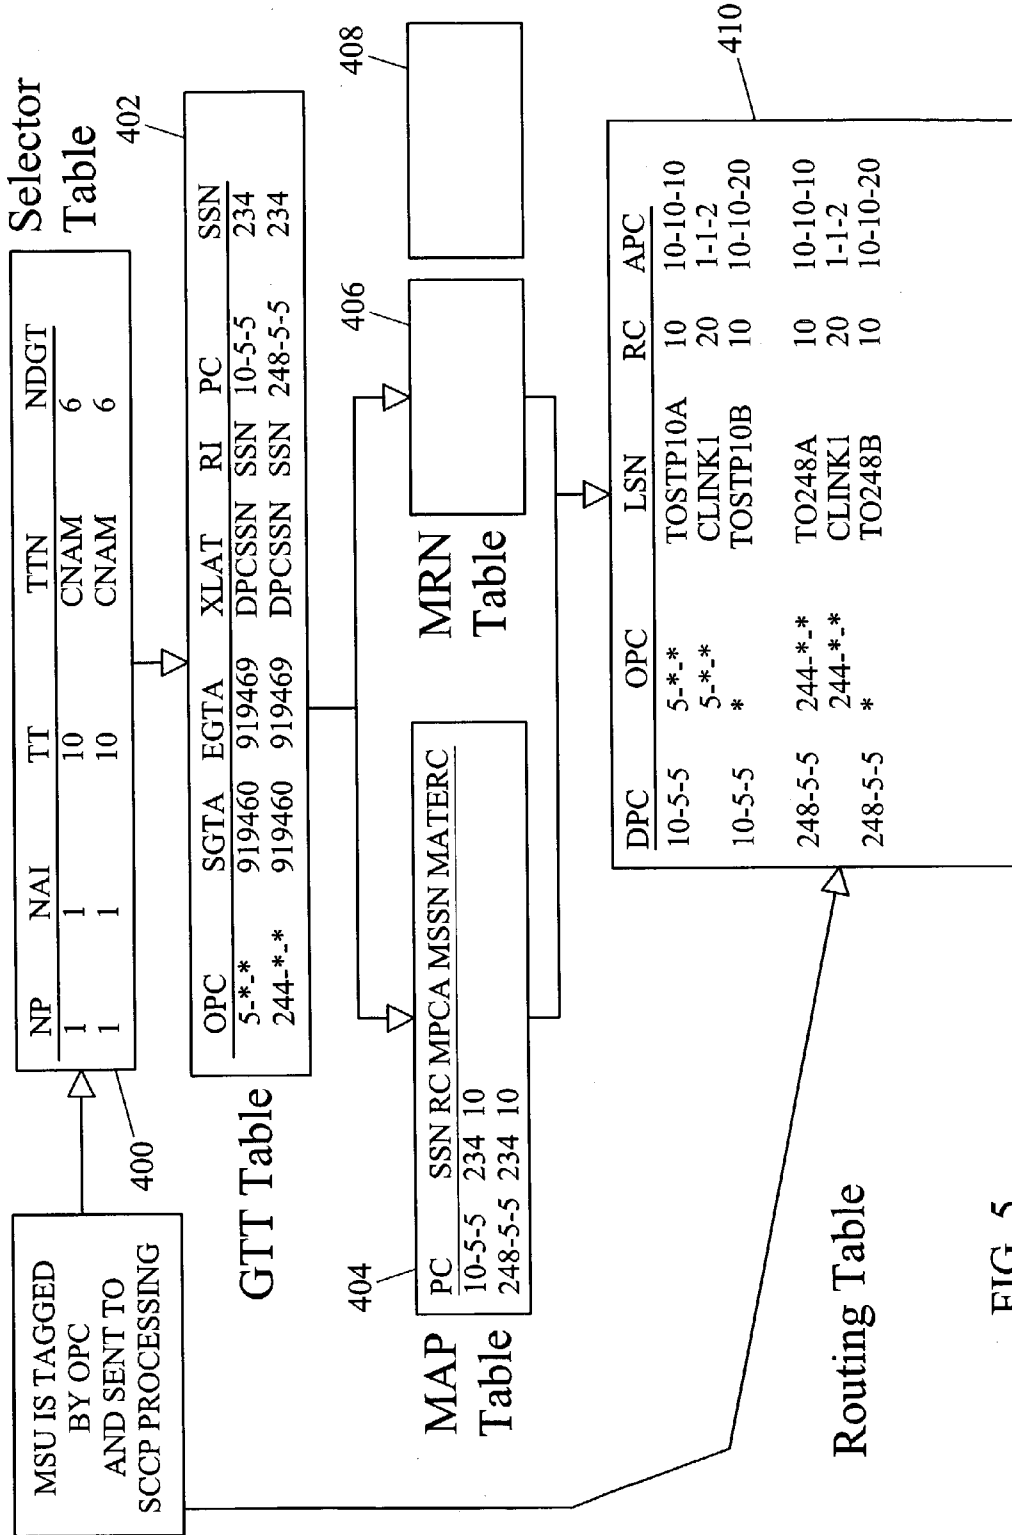 MSU IS TAGGED
BY OPC
AND SENT TO
SCCP PROCESSING
400
Selector
Table
NP NAI TT TTN NDGT
1 1 10 CNAM 6
1 1 10 CNAM 6
402
GTT Table
OPC SGTA EGTA XLAT RI PC SSN
5-*-* 919460 919469 DPCSSN SSN 10-5-5 234
244-*-* 919460 919469 DPCSSN SSN 248-5-5 234
404
MAP
Table
PC SSN RC MPCA MSSN MATERC
10-5-5 234 10
248-5-5 234 10
MRN
Table
406
408
410
Routing Table
DPC OPC LSN RC APC
10-5-5 5-*-* TOSTP10A 10 10-10-10
5-*-* CLINK1 20 1-1-2
10-5-5 * TOSTP10B 10 10-10-20
248-5-5 244-*-* TO248A 10 10-10-10
244-*-* CLINK1 20 1-1-2
248-5-5 * TO248B 10 10-10-20
FIG. 5